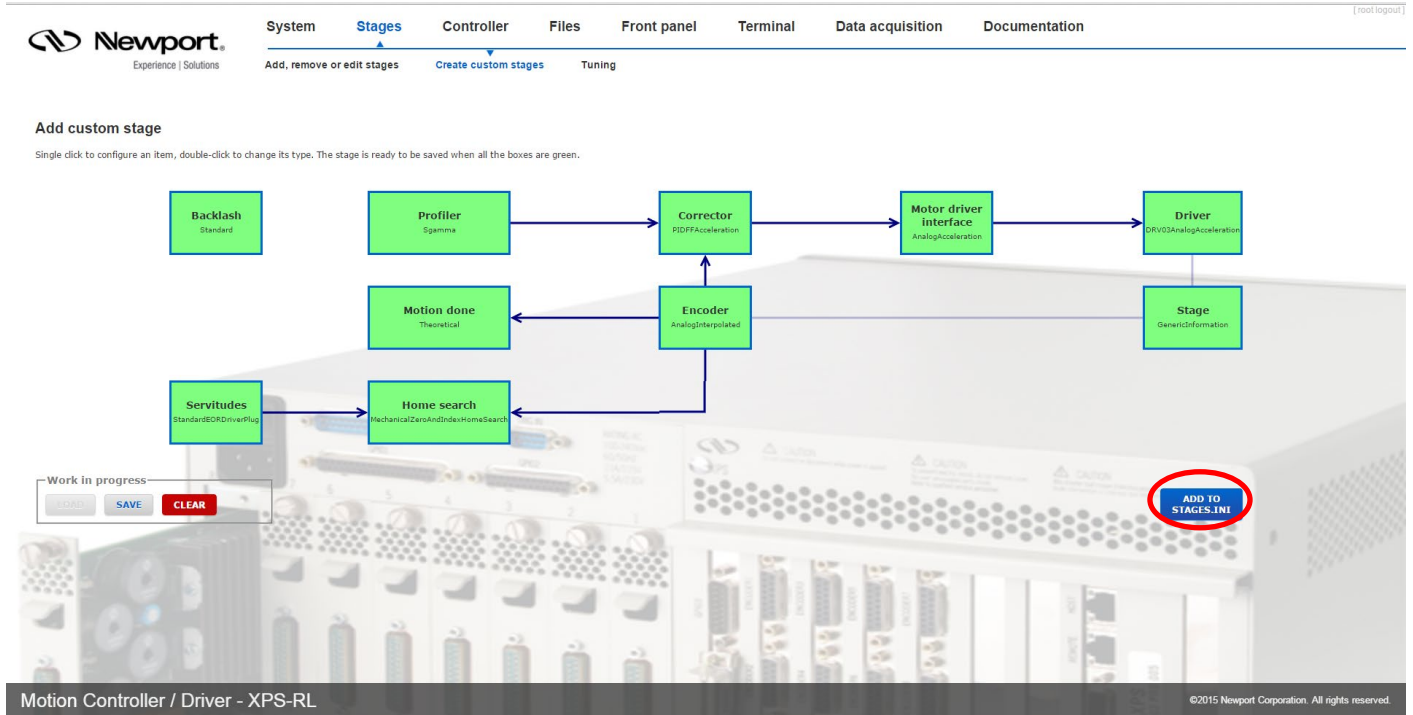 [ root logout ]
Newport®
Experience | Solutions
System Stages Controller Files Front panel Terminal Data acquisition Documentation
Add, remove or edit stages Create custom stages Tuning
Add custom stage
Single click to configure an item, double-click to change its type. The stage is ready to be saved when all the boxes are green.
Backlash
Standard
Profiler
Sgamma
Corrector
PIDFFAcceleration
Motor driver
interface
AnalogAcceleration
Driver
DRV03AnalogAcceleration
Motion done
Theoretical
Encoder
AnalogInterpolated
Stage
GenericInformation
Servitudes
StandardEORDriverPlug
Home search
MechanicalZeroAndIndexHomeSearch
Work in progress
LOAD SAVE CLEAR
ADD TO
STAGES.INI
Motion Controller / Driver - XPS-RL
©2015 Newport Corporation. All rights reserved.